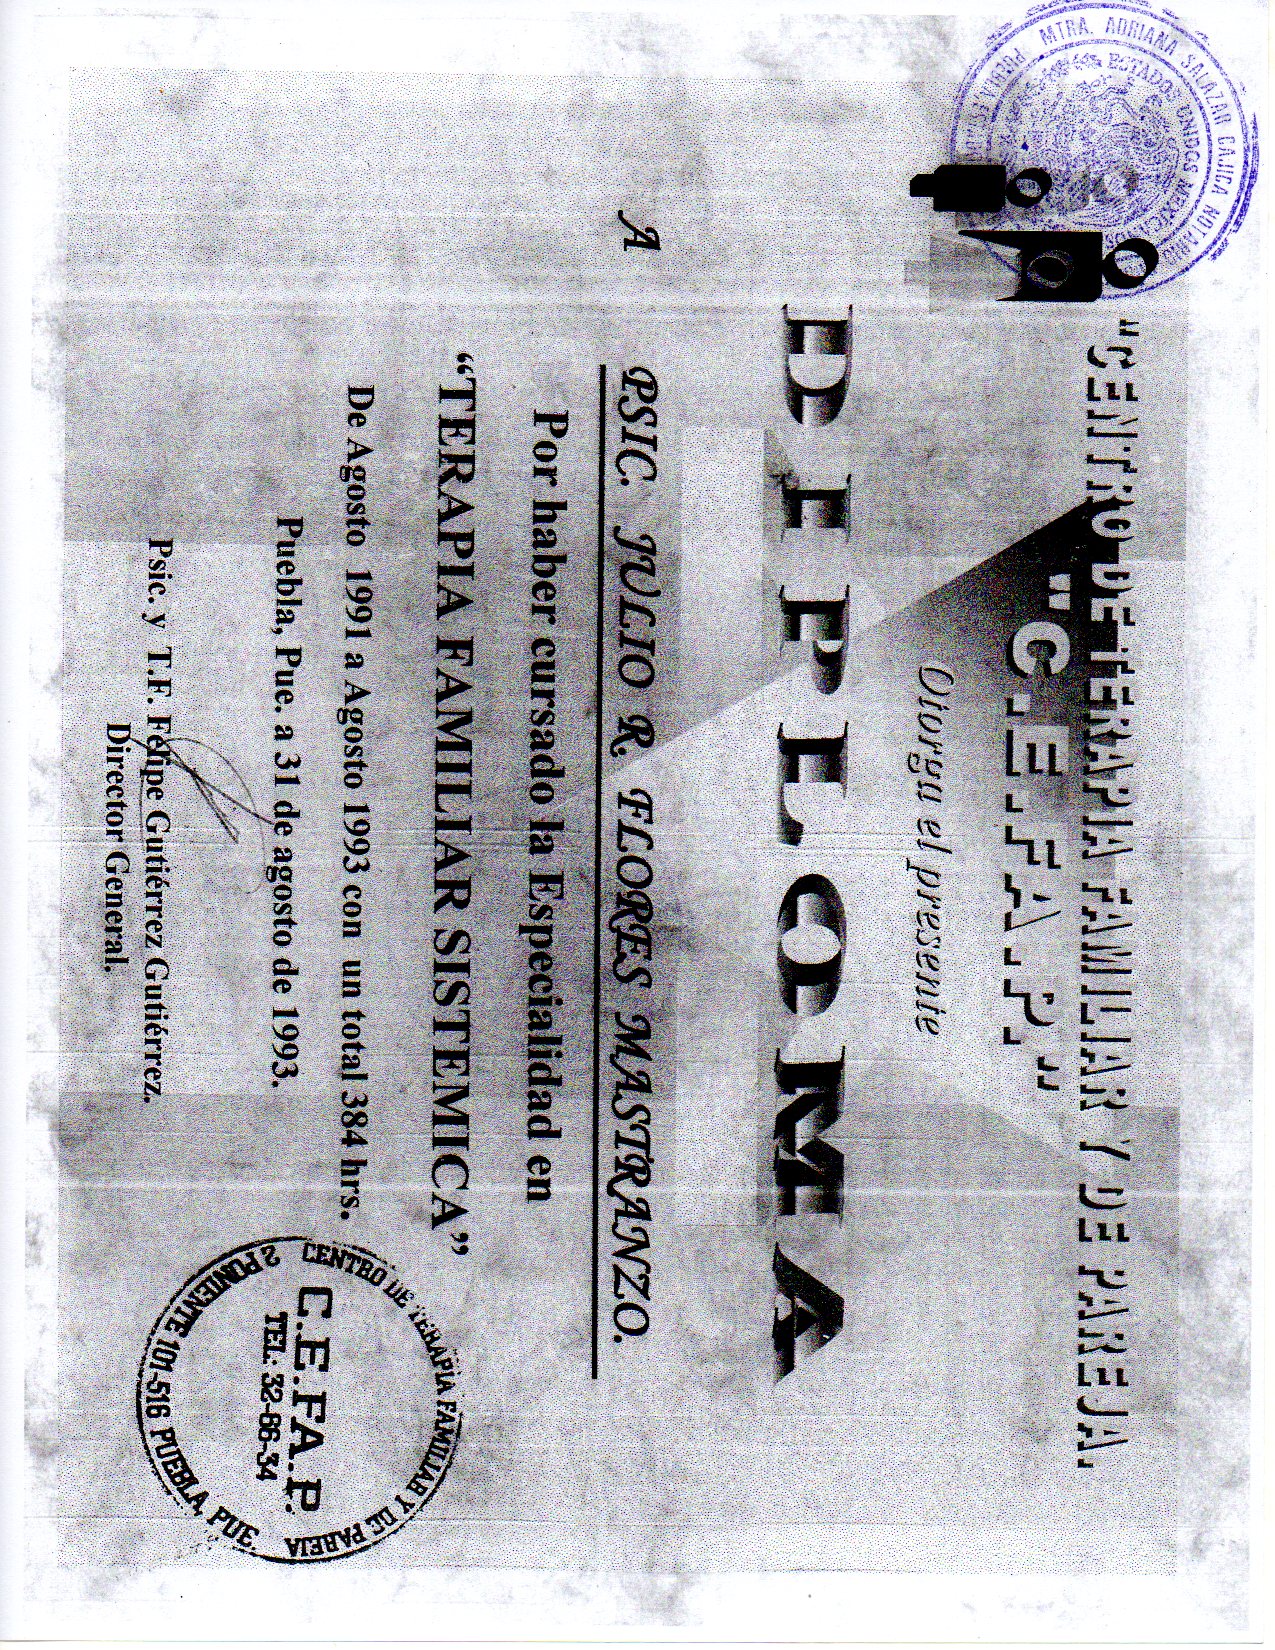 "CENTRO DE TERAPIA FAMILIAR Y DE PAREJA.
"C.E.FA.P."
Otorga el presente
DIPLOMA
A PSIC. JULIO R. FLORES MASTRANZO.
Por haber cursado la Especialidad en
“TERAPIA FAMILIAR SISTEMICA”
De Agosto 1991 a Agosto 1993 con un total 384 hrs.
Puebla, Pue. a 31 de agosto de 1993.
Psic. y T.F. Felipe Gutiérrez Gutiérrez.
Director General.
CENTRO DE TERAPIA FAMILIAR Y DE PAREJA
C.E.FA.P.
TEL: 32-86-34
2 PONIENTE 101-516 PUEBLA, PUE.
MTRA. ADRIANA SALAZAR CAJICA NOTARIO
ESTADOS UNIDOS MEXICANOS
PUEBLA